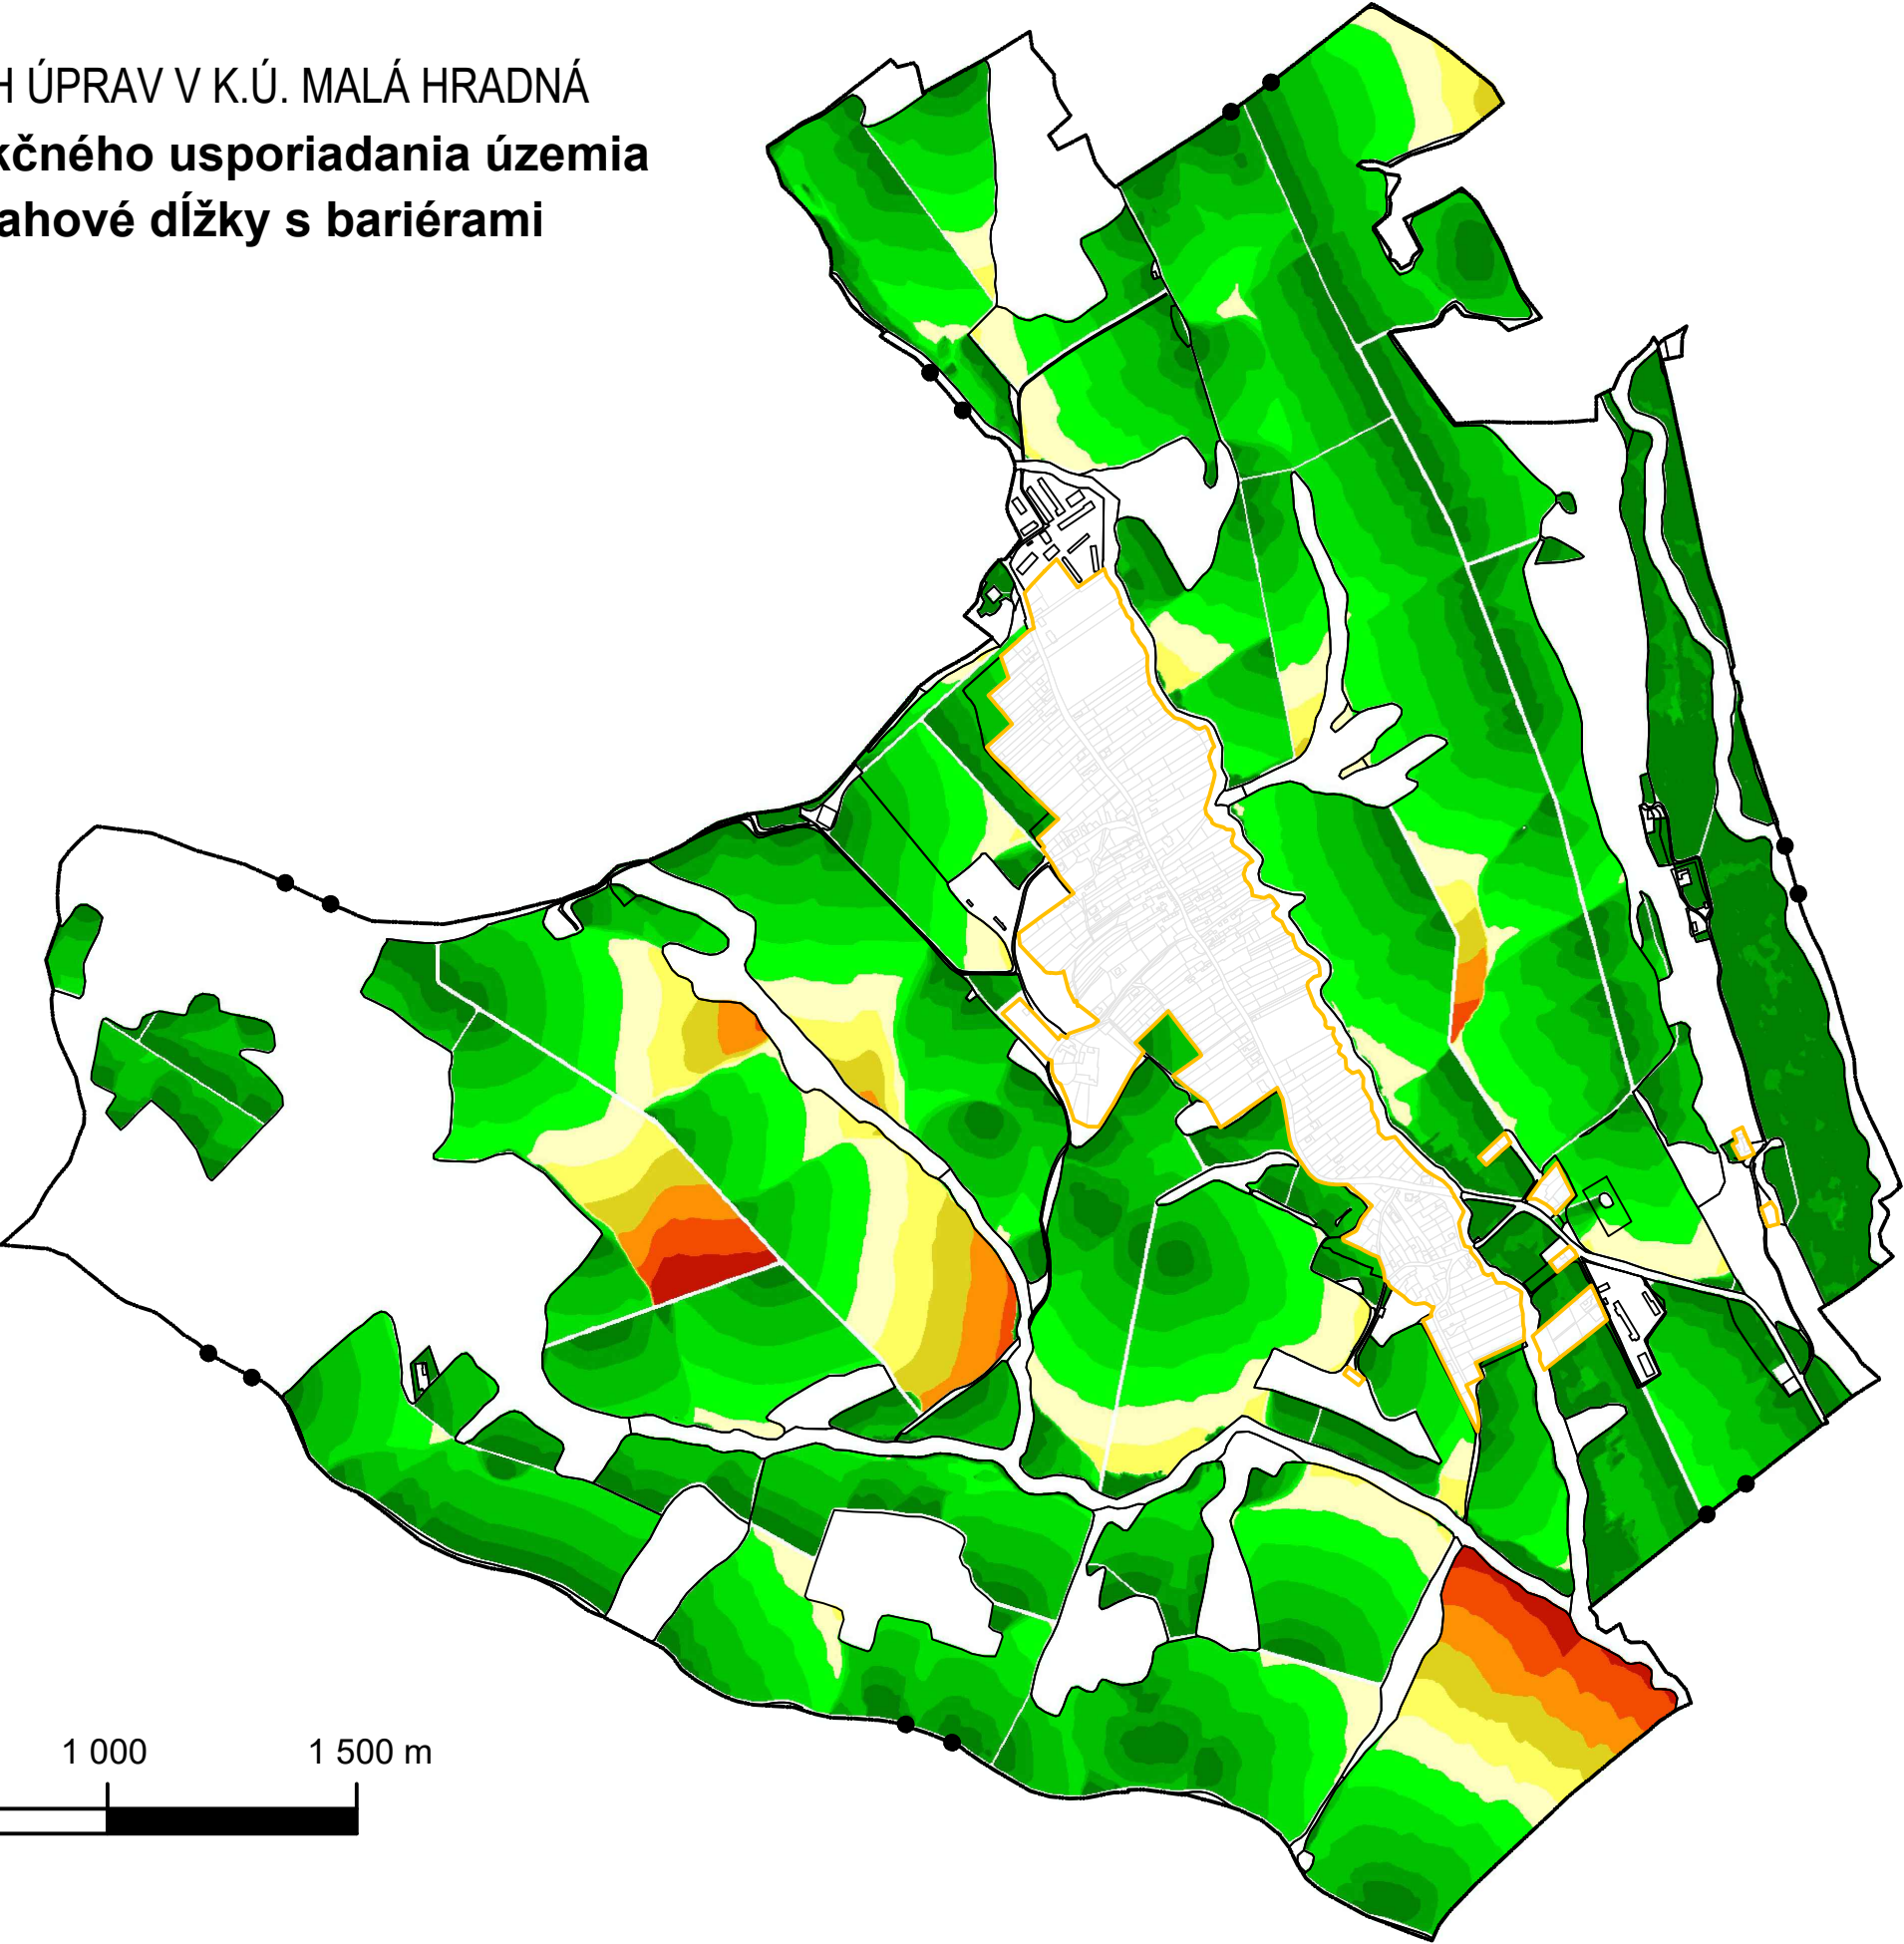 H ÚPRAV V K.Ú. MALÁ HRADNÁ
kčného usporiadania územia
ahové dĺžky s bariérami
1 000 1 500 m